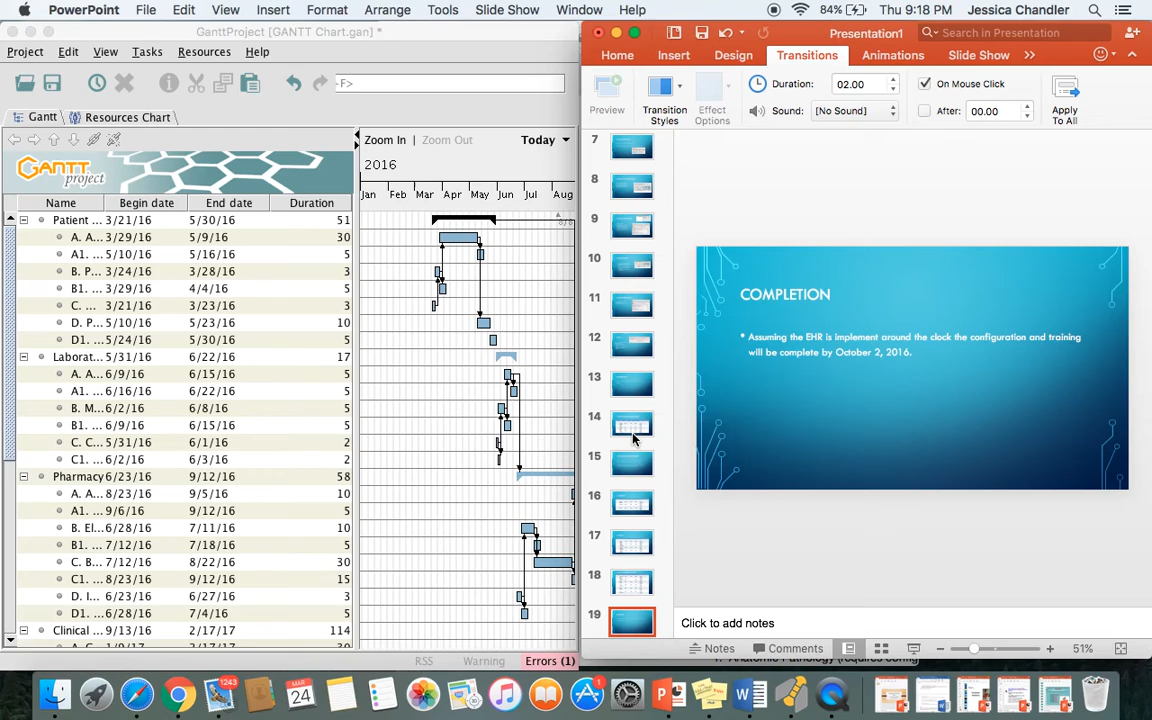 PowerPoint File Edit View Insert Format Arrange Tools Slide Show Window Help 84% Thu 9:18 PM Jessica Chandler
GanttProject [GANTT Chart.gan] *
Project Edit View Tasks Resources Help
-F>
Gantt Resources Chart
Zoom In Zoom Out Today
GANTT project
2016
Jan Feb Mar Apr May Jun Jul Aug
Name Begin date End date Duration
Patient ... 3/21/16 5/30/16 51
A. A... 3/29/16 5/9/16 30
A1. ... 5/10/16 5/16/16 5
B. P... 3/24/16 3/28/16 3
B1. ... 3/29/16 4/4/16 5
C. ... 3/21/16 3/23/16 3
D. P... 5/10/16 5/23/16 10
D1. ... 5/24/16 5/30/16 5
Laborat... 5/31/16 6/22/16 17
A. A... 6/9/16 6/15/16 5
A1. ... 6/16/16 6/22/16 5
B. M... 6/2/16 6/8/16 5
B1. ... 6/9/16 6/15/16 5
C. C... 5/31/16 6/1/16 2
C1. ... 6/2/16 6/3/16 2
Pharmacy 6/23/16 9/12/16 58
A. A... 8/23/16 9/5/16 10
A1. ... 9/6/16 9/12/16 5
B. El... 6/28/16 7/11/16 10
B1. ... 7/12/16 7/18/16 5
C. B... 7/12/16 8/22/16 30
C1. ... 8/23/16 9/12/16 15
D. I... 6/23/16 6/27/16 3
D1. ... 6/28/16 7/4/16 5
Clinical ... 9/13/16 2/17/17 114
RSS Warning Errors (1)
Presentation1 Search in Presentation
Home Insert Design Transitions Animations Slide Show >>
Preview Transition Styles Effect Options
Duration: 02.00 On Mouse Click
Sound: [No Sound] After: 00.00
Apply To All
7
8
9
10
11
12
13
14
15
16
17
18
19
COMPLETION
* Assuming the EHR is implement around the clock the configuration and training
will be complete by October 2, 2016.
Click to add notes
Notes Comments 51%
1243
24
1